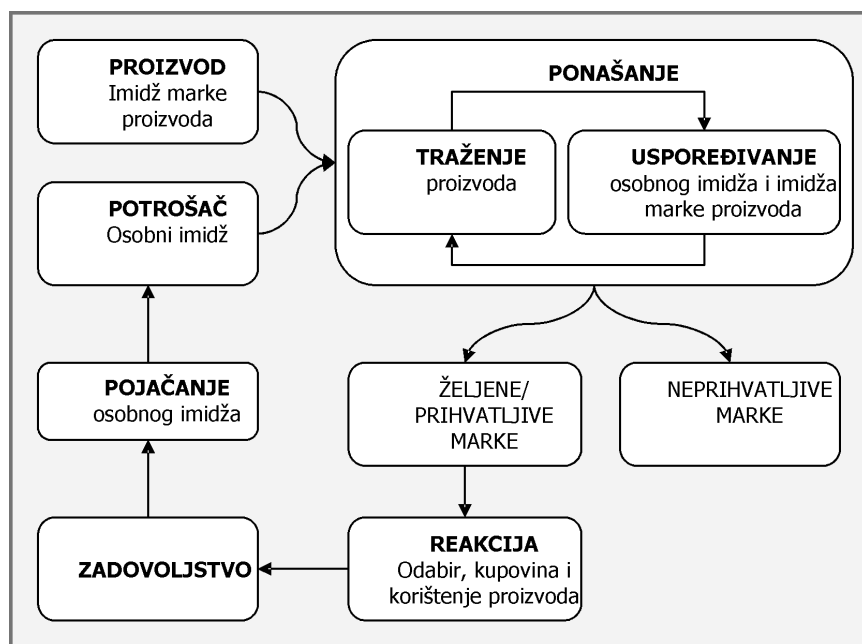 PROIZVOD
Imidž marke
proizvoda
POTROŠAČ
Osobni imidž
PONAŠANJE
TRAŽENJE
proizvoda
USPOREĐIVANJE
osobnog imidža i imidža
marke proizvoda
POJAČANJE
osobnog imidža
ŽELJENE/
PRIHVATLJIVE
MARKE
NEPRIHVATLJIVE
MARKE
ZADOVOLJSTVO
REAKCIJA
Odabir, kupovina i
korištenje proizvoda